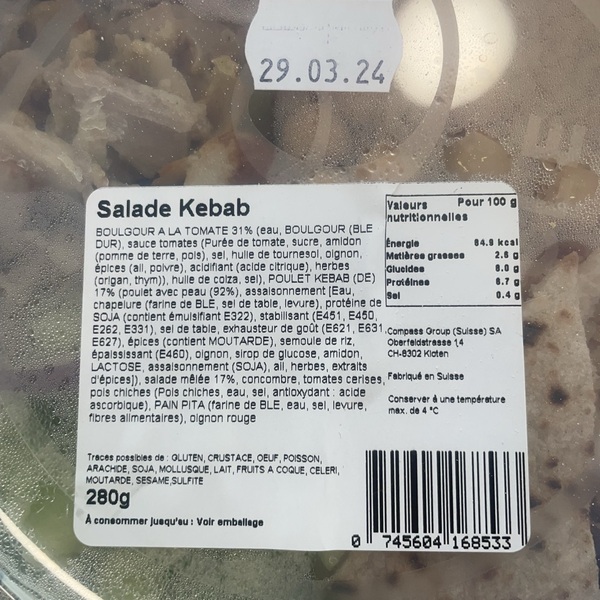 29.03.24
Salade Kebab
BOULGOUR A LA TOMATE 31% (eau, BOULGOUR (BLE
DUR), sauce tomates (Purée de tomate, sucre, amidon
(pomme de terre, pois), sel, huile de tournesol, oignon,
épices (ail, poivre), acidifiant (acide citrique), herbes
(origan, thym)), huile de colza, sel), POULET KEBAB (DE)
17% (poulet avec peau (92%), assaisonnement [Eau,
chapelure (farine de BLE, sel de table, levure), protéine de
SOJA (contient émulsifiant E322), stabilisant (E451, E450,
E262, E331), sel de table, exhausteur de goût (E621, E631,
E627), épices (contient MOUTARDE), semoule de riz,
épaississant (E460), oignon, sirop de glucose, amidon,
LACTOSE, assaisonnement (SOJA), ail, herbes, extraits
d'épices]), salade mêlée 17%, concombre, tomates cerises,
pois chiches (Pois chiches, eau, sel, antioxydant : acide
ascorbique), PAIN PITA (farine de BLE, eau, sel, levure,
fibres alimentaires), oignon rouge
Traces possibles de : GLUTEN, CRUSTACE, OEUF, POISSON,
ARACHIDE, SOJA, MOLLUSQUE, LAIT, FRUITS A COQUE, CELERI,
MOUTARDE, SESAME,SULFITE
280g
À consommer jusqu'au : Voir emballage
Valeurs Pour 100 g
nutritionnelles
Énergie 84.9 kcal
Matières grasses 2.8 g
Glucides 8.0 g
Protéines 6.7 g
Sel 0.4 g
Compass Group (Suisse) SA
Oberfeldstrasse 14
CH-8302 Kloten
Fabriqué en Suisse
Conserver à une température
max. de 4 °C
0 745604 168533